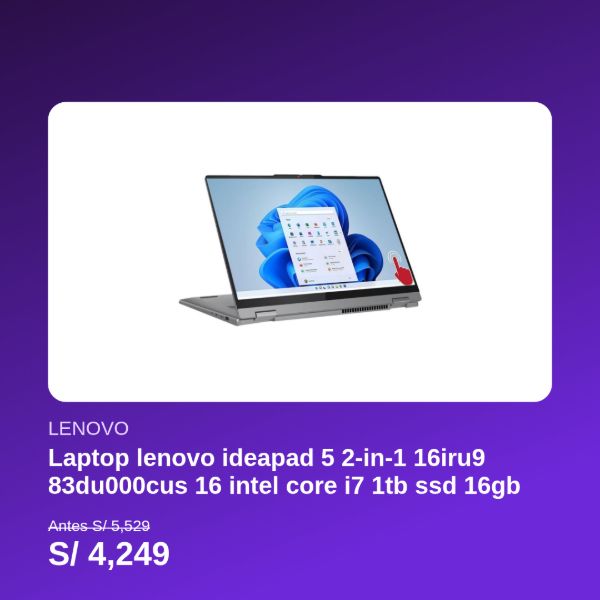 LENOVO
Laptop lenovo ideapad 5 2-in-1 16iru9
83du000cus 16 intel core i7 1tb ssd 16gb
Antes S/ 5,529
S/ 4,249